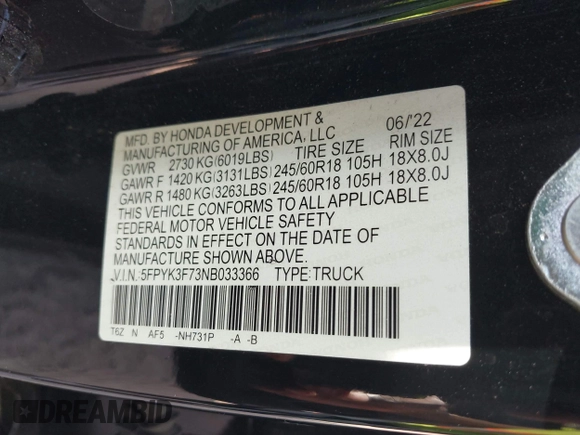 MFD. BY HONDA DEVELOPMENT &
MANUFACTURING OF AMERICA, LLC 06/'22
GVWR 2730 KG(6019LBS) TIRE SIZE RIM SIZE
GAWR F 1420 KG(3131LBS) 245/60R18 105H 18X8.0J
GAWR R 1480 KG(3263LBS) 245/60R18 105H 18X8.0J
THIS VEHICLE CONFORMS TO ALL APPLICABLE
FEDERAL MOTOR VEHICLE SAFETY
STANDARDS IN EFFECT ON THE DATE OF
MANUFACTURE SHOWN ABOVE.
V.I.N.: 5FPYK3F73NB033366 TYPE:TRUCK
T6Z N AF5 -NH731P -A -B
DREAMBID